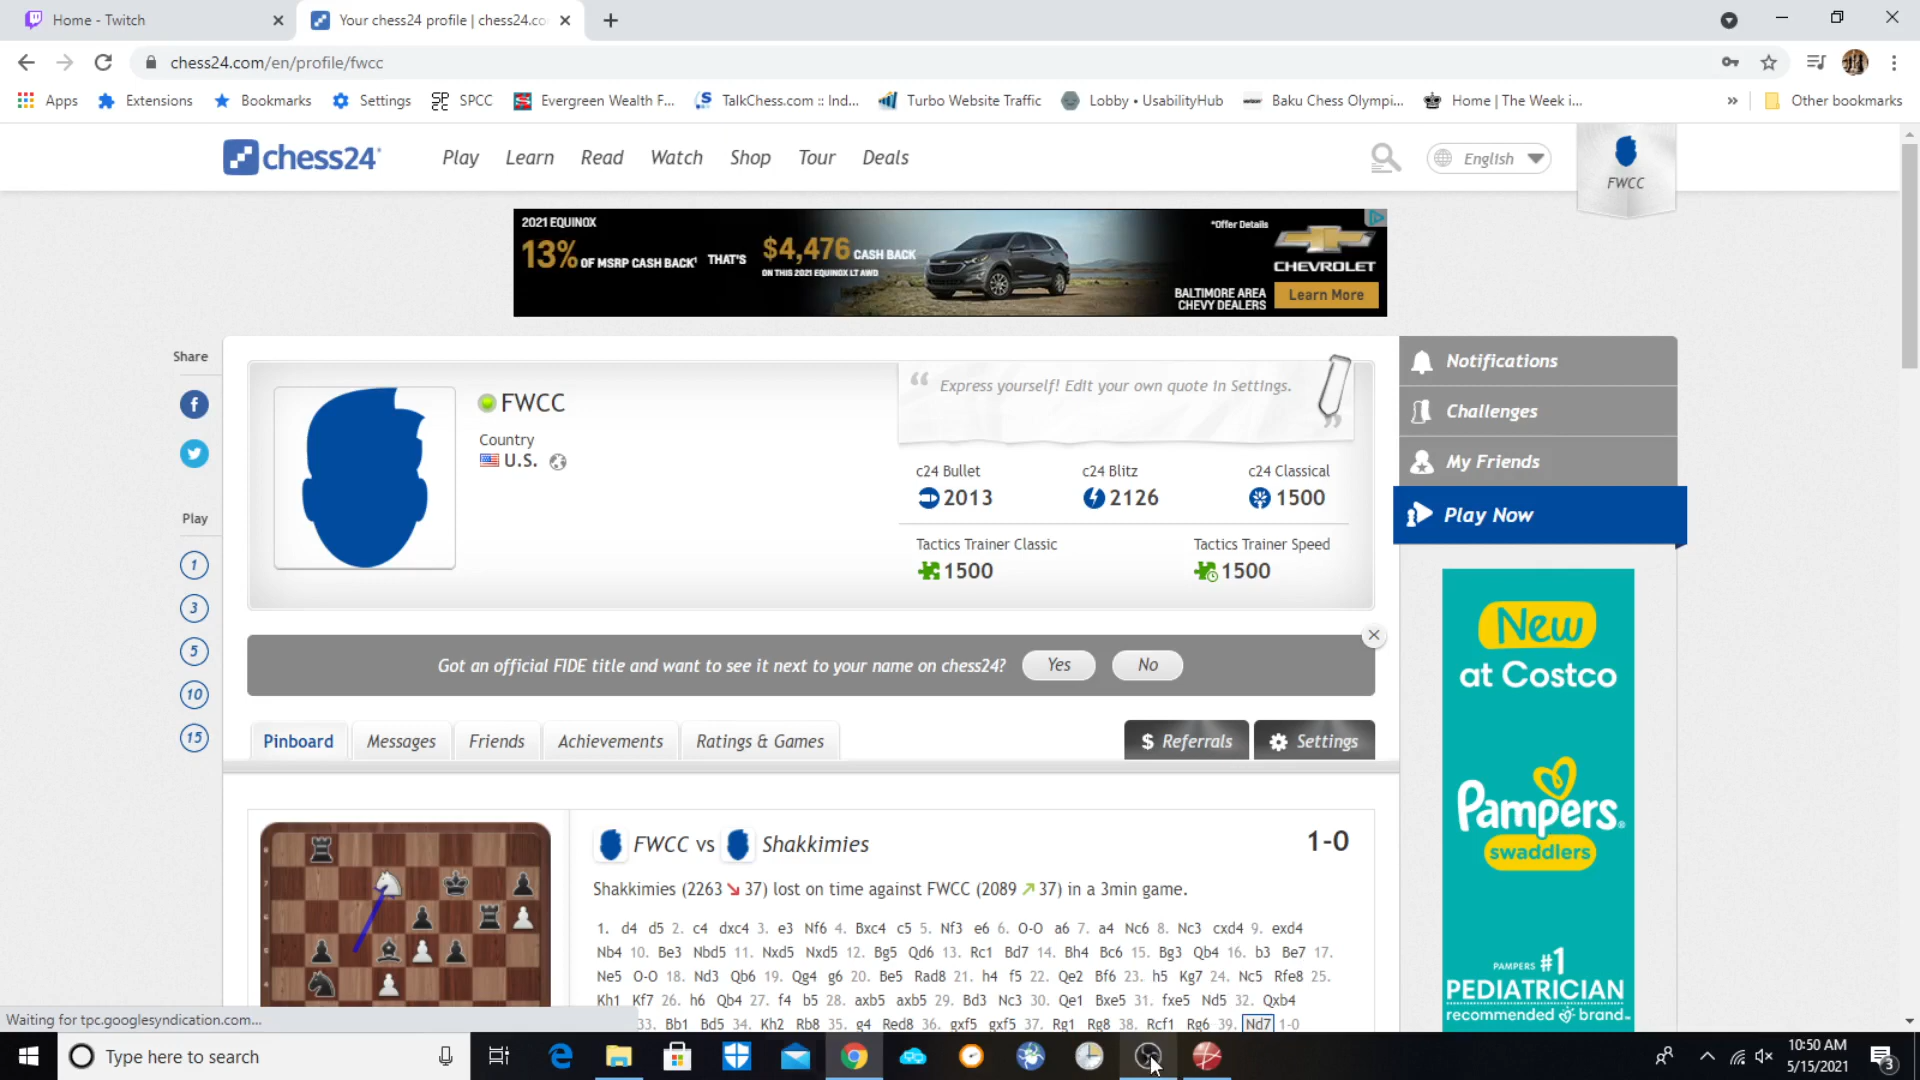 Home - Twitch
Your chess24 profile | chess24.co
chess24.com/en/profile/fwcc
Apps Extensions Bookmarks Settings SPCC Evergreen Wealth F... TalkChess.com :: Ind... Turbo Website Traffic Lobby • UsabilityHub Baku Chess Olympi... Home | The Week i... » Other bookmarks
chess24 Play Learn Read Watch Shop Tour Deals English FWCC
2021 EQUINOX
13% OF MSRP CASH BACK¹ THAT'S $4,476 CASH BACK
ON THIS 2021 EQUINOX LT AWD
*Offer Details
CHEVROLET
BALTIMORE AREA
CHEVY DEALERS
Learn More
Share
Play
1
3
5
10
15
FWCC
Country
U.S.
“ Express yourself! Edit your own quote in Settings. ”
c24 Bullet c24 Blitz c24 Classical
2013 2126 1500
Tactics Trainer Classic Tactics Trainer Speed
1500 1500
Notifications
Challenges
My Friends
Play Now
Got an official FIDE title and want to see it next to your name on chess24? Yes No
Pinboard Messages Friends Achievements Ratings & Games $ Referrals Settings
FWCC vs Shakkimies 1-0
Shakkimies (2263 ↘ 37) lost on time against FWCC (2089 ↗ 37) in a 3min game.
1. d4 d5 2. c4 dxc4 3. e3 Nf6 4. Bxc4 c5 5. Nf3 e6 6. O-O a6 7. a4 Nc6 8. Nc3 cxd4 9. exd4
Nb4 10. Be3 Nbd5 11. Nxd5 Nxd5 12. Bg5 Qd6 13. Rc1 Bd7 14. Bh4 Bc6 15. Bg3 Qb4 16. b3 Be7 17.
Ne5 O-O 18. Nd3 Qb6 19. Qg4 g6 20. Be5 Rad8 21. h4 f5 22. Qe2 Bf6 23. h5 Kg7 24. Nc5 Rfe8 25.
Kh1 Kf7 26. h6 Qb4 27. f4 b5 28. axb5 axb5 29. Bd3 Nc3 30. Qe1 Bxe5 31. fxe5 Nd5 32. Qxb4
33. Bb1 Bd5 34. Kh2 Rb8 35. g4 Red8 36. gxf5 gxf5 37. Rg1 Rg8 38. Rcf1 Rg6 39. Nd7 1-0
New
at Costco
Pampers
swaddlers
PAMPERS #1
PEDIATRICIAN
recommended brand
Waiting for tpc.googlesyndication.com...
Type here to search
10:50 AM
5/15/2021
3